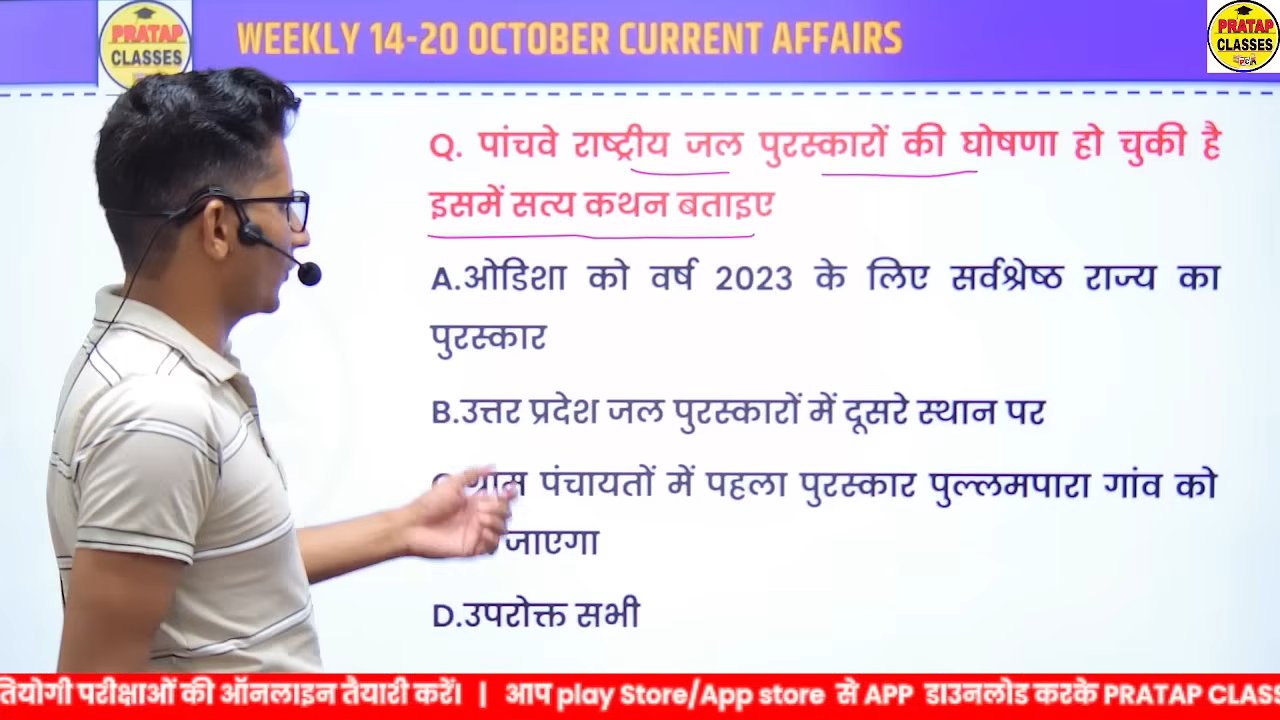 PRATAP
CLASSES
WEEKLY 14-20 OCTOBER CURRENT AFFAIRS
PRATAP
CLASSES
Q. पांचवे राष्ट्रीय जल पुरस्कारों की घोषणा हो चुकी है
इसमें सत्य कथन बताइए
A.ओडिशा को वर्ष 2023 के लिए सर्वश्रेष्ठ राज्य का
पुरस्कार
B.उत्तर प्रदेश जल पुरस्कारों में दूसरे स्थान पर
ग्राम पंचायतों में पहला पुरस्कार पुल्लमपारा गांव को
जाएगा
D.उपरोक्त सभी
तियोगी परीक्षाओं की ऑनलाइन तैयारी करें। | आप play Store/App store से APP डाउनलोड करके PRATAP CLASS